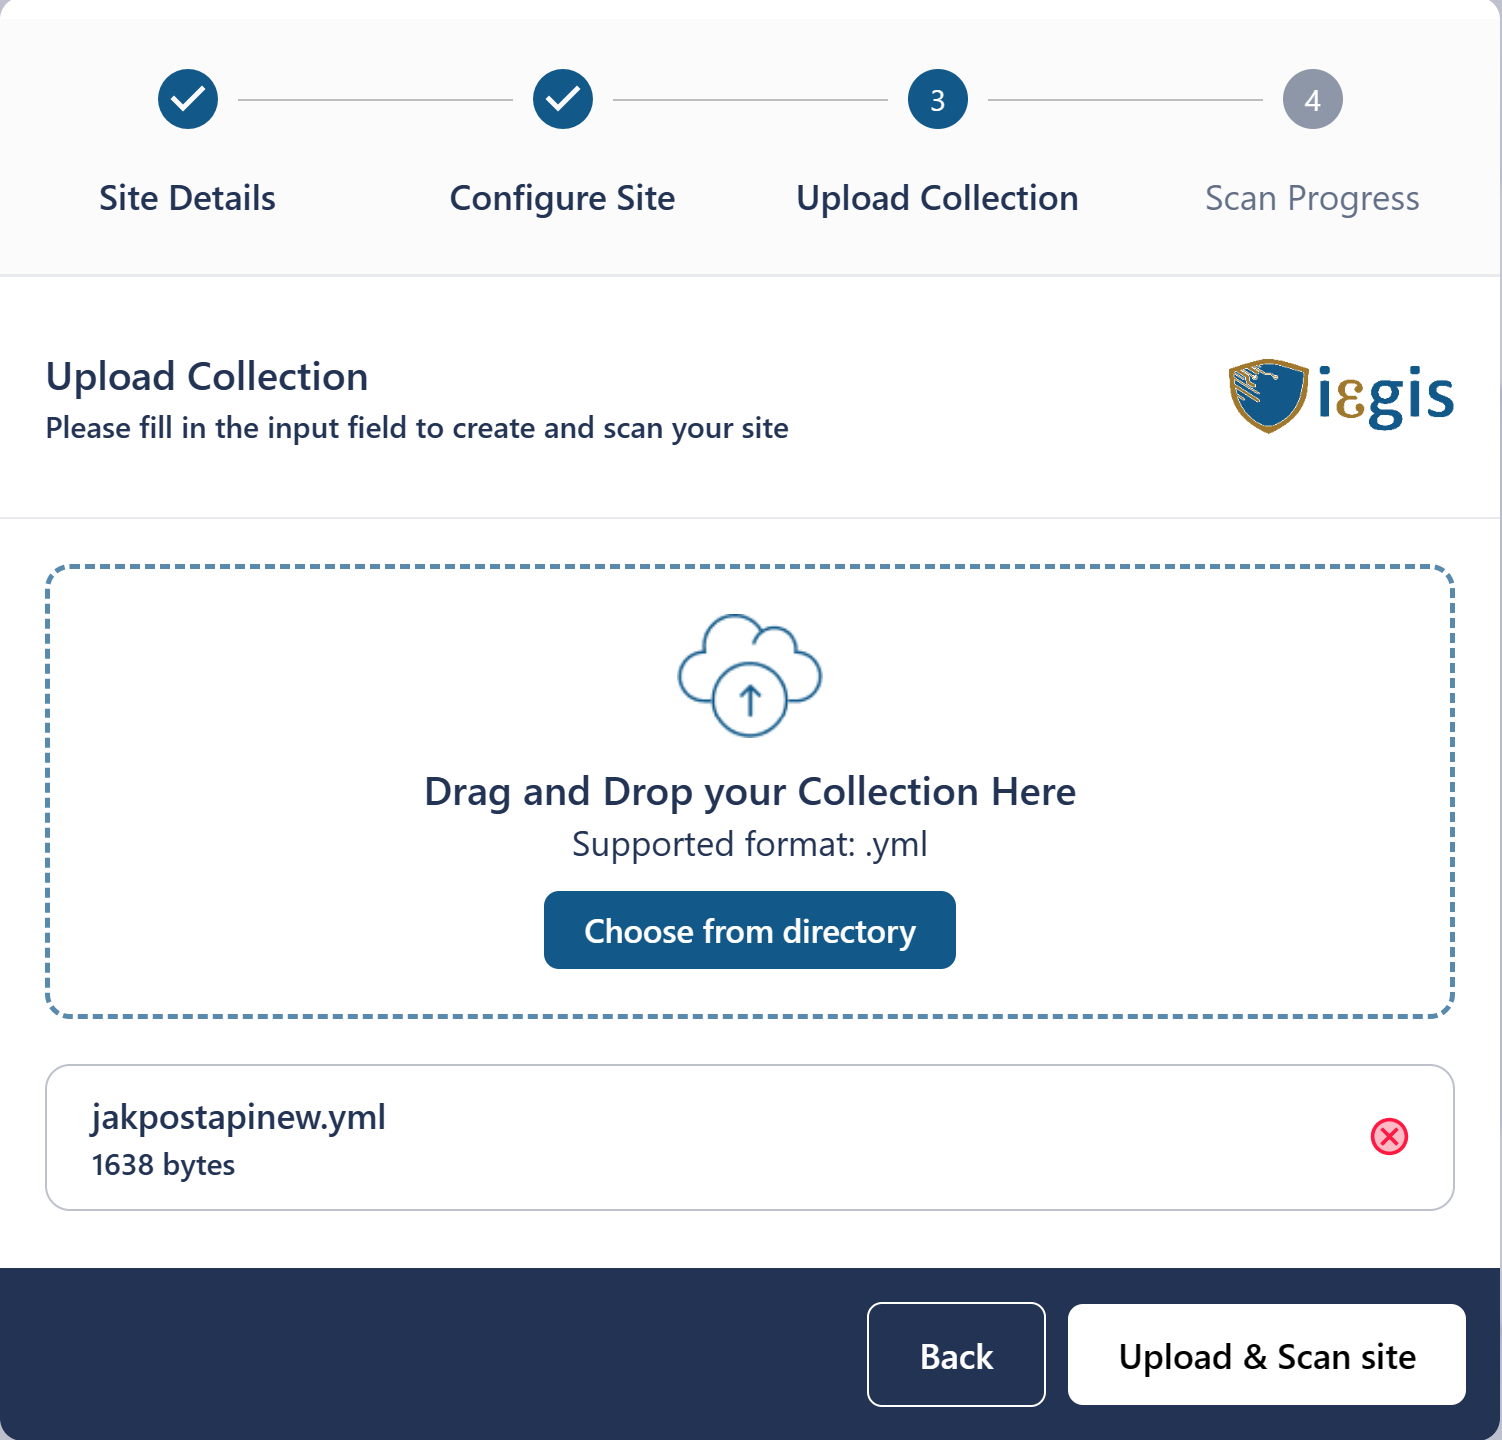 3
4
Site Details
Configure Site
Upload Collection
Scan Progress
Upload Collection
Please fill in the input field to create and scan your site
iεgis
Drag and Drop your Collection Here
Supported format: .yml
Choose from directory
jakpostapinew.yml
1638 bytes
Back
Upload & Scan site